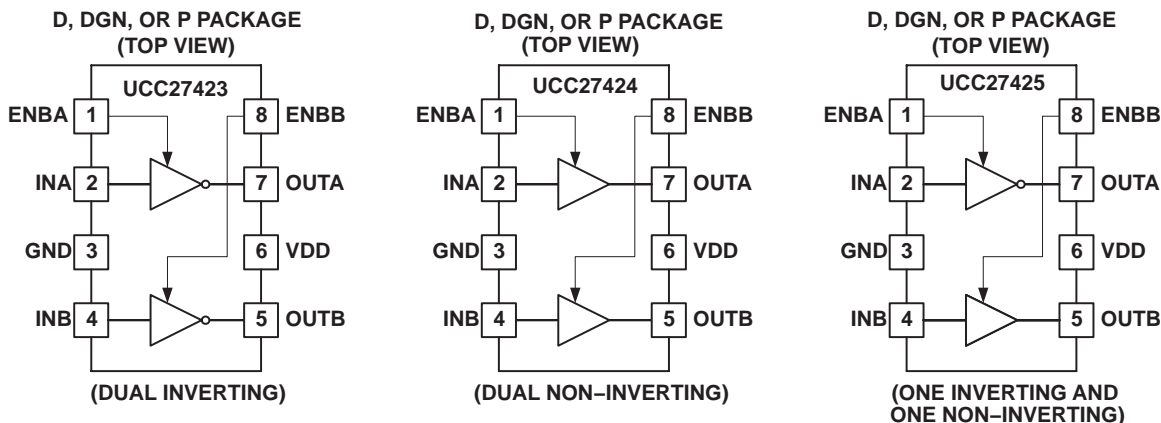 D, DGN, OR P PACKAGE
(TOP VIEW)
UCC27423
ENBA 1 8 ENBB
INA 2 7 OUTA
GND 3 6 VDD
INB 4 5 OUTB
(DUAL INVERTING)
D, DGN, OR P PACKAGE
(TOP VIEW)
UCC27424
ENBA 1 8 ENBB
INA 2 7 OUTA
GND 3 6 VDD
INB 4 5 OUTB
(DUAL NON–INVERTING)
D, DGN, OR P PACKAGE
(TOP VIEW)
UCC27425
ENBA 1 8 ENBB
INA 2 7 OUTA
GND 3 6 VDD
INB 4 5 OUTB
(ONE INVERTING AND
ONE NON–INVERTING)